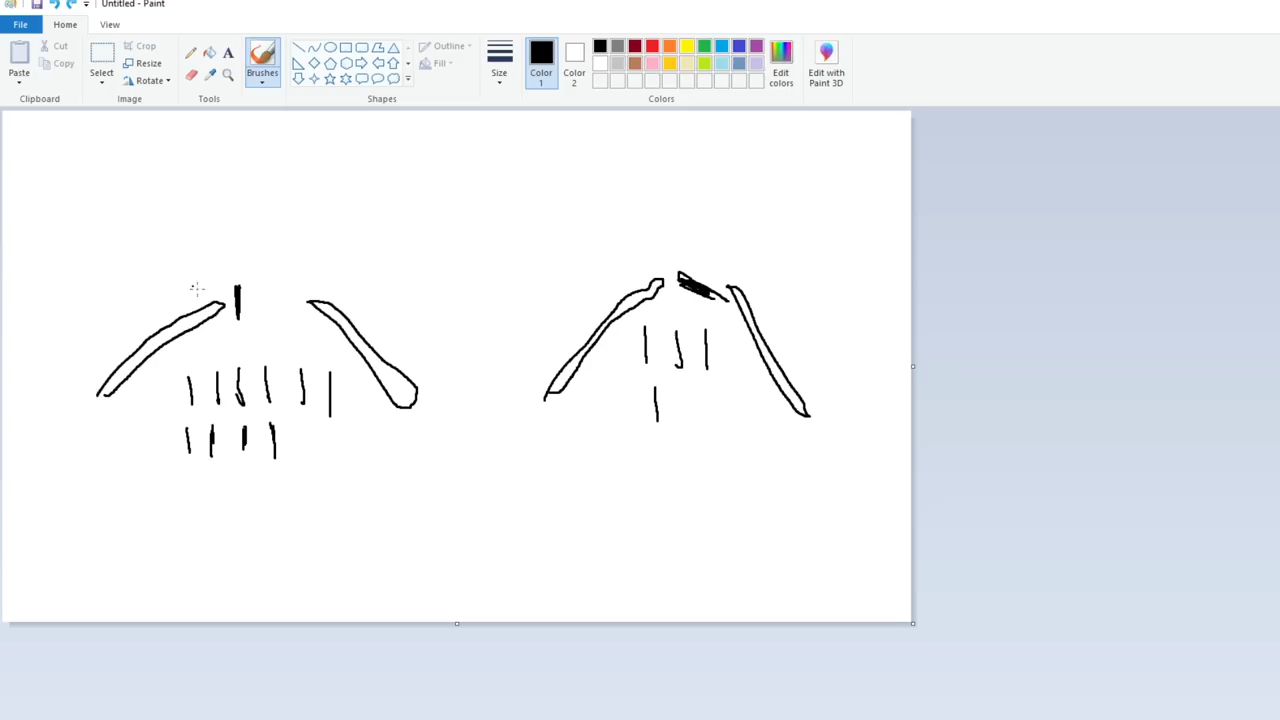 Untitled - Paint
File Home View
Paste
Cut
Copy
Clipboard
Select
Crop
Resize
Rotate
Image
A
Tools
Brushes
Outline
Fill
Shapes
Size
Color 1
Color 2
Colors
Edit colors
Edit with Paint 3D